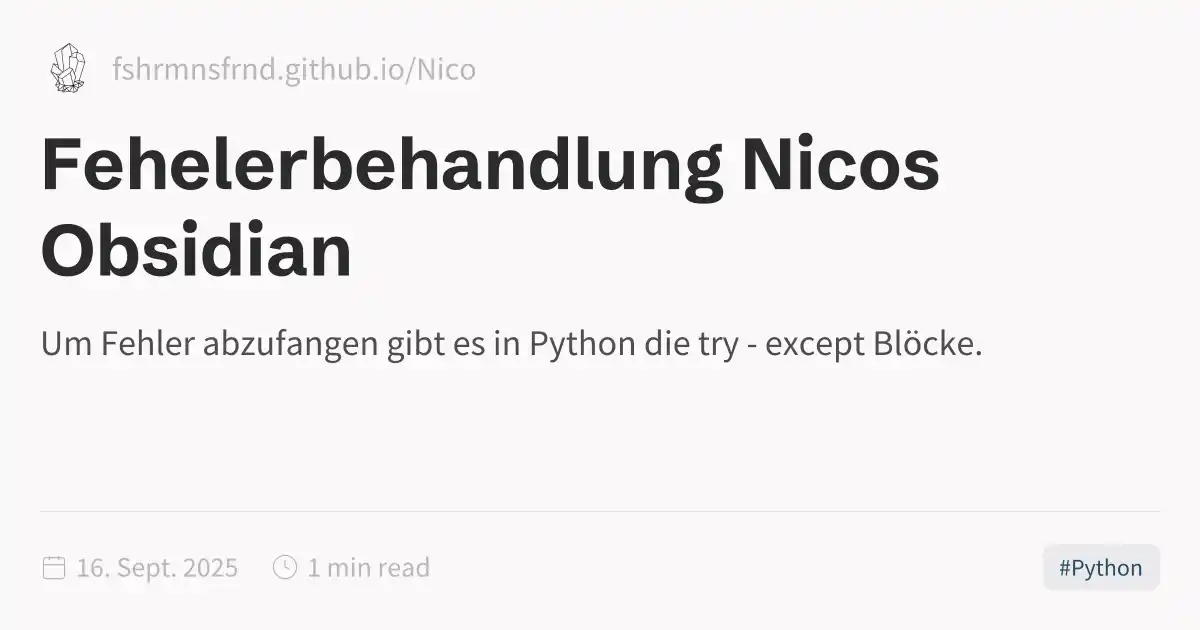 fshrmnsfrnd.github.io/Nico
Fehelerbehandlung Nicos
Obsidian
Um Fehler abzufangen gibt es in Python die try - except Blöcke.
16. Sept. 2025 1 min read #Python